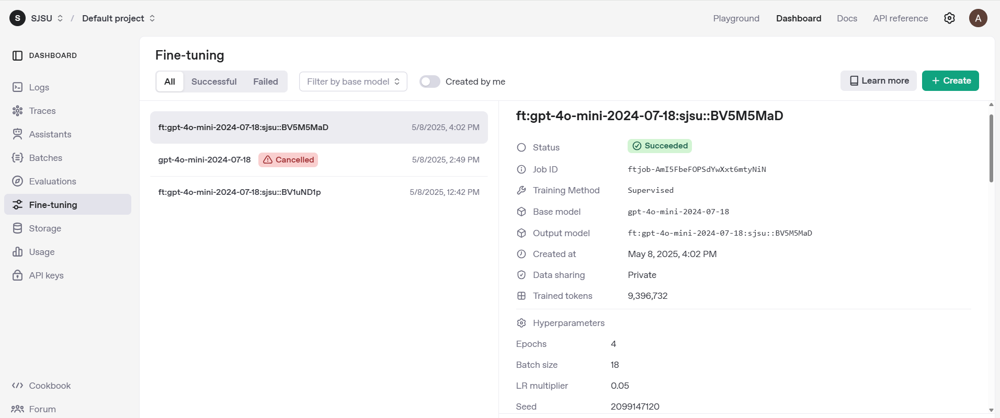 S SJSU / Default project
Playground Dashboard Docs API reference A
DASHBOARD
Logs
Traces
Assistants
Batches
Evaluations
Fine-tuning
Storage
Usage
API keys
Cookbook
Forum
Fine-tuning
All Successful Failed Filter by base model Created by me Learn more + Create
ft:gpt-4o-mini-2024-07-18:sjsu::BV5M5MaD 5/8/2025, 4:02 PM
gpt-4o-mini-2024-07-18 Cancelled 5/8/2025, 2:49 PM
ft:gpt-4o-mini-2024-07-18:sjsu::BV1uND1p 5/8/2025, 12:42 PM
ft:gpt-4o-mini-2024-07-18:sjsu::BV5M5MaD
Status Succeeded
Job ID ftjob-AmI5FbeFOPSdYwXxt6mtyNiN
Training Method Supervised
Base model gpt-4o-mini-2024-07-18
Output model ft:gpt-4o-mini-2024-07-18:sjsu::BV5M5MaD
Created at May 8, 2025, 4:02 PM
Data sharing Private
Trained tokens 9,396,732
Hyperparameters
Epochs 4
Batch size 18
LR multiplier 0.05
Seed 2099147120